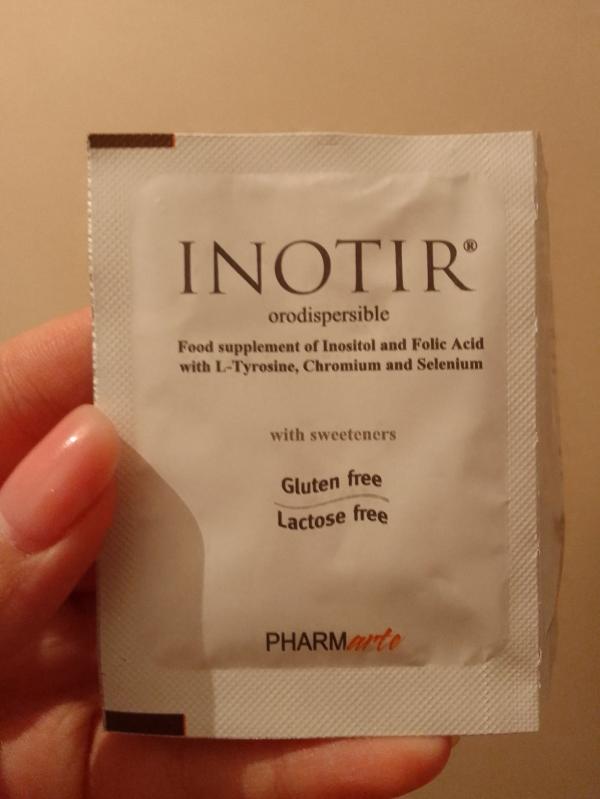 INOTIR®
orodispersible
Food supplement of Inositol and Folic Acid
with L-Tyrosine, Chromium and Selenium
with sweeteners
Gluten free
Lactose free
PHARMarte